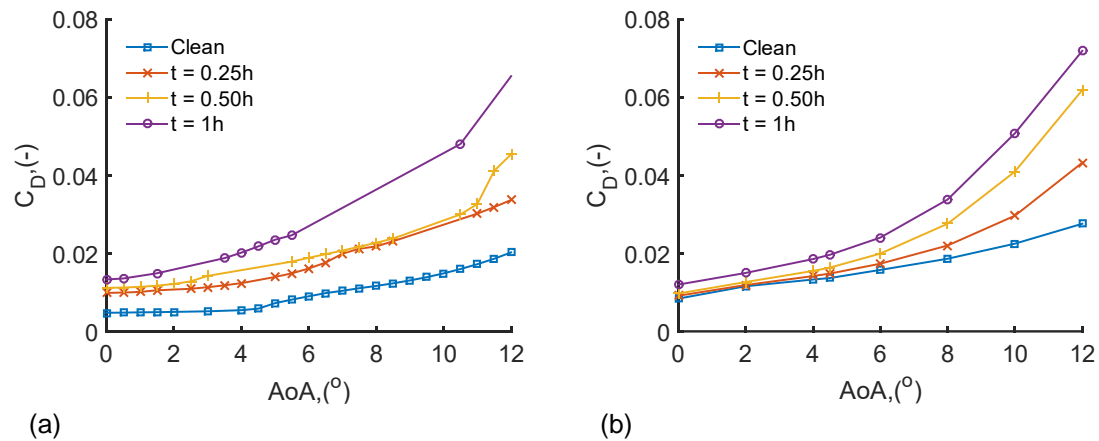 0.08
0.06
0.04
0.02
0
C_D,(-)
Clean
t = 0.25h
t = 0.50h
t = 1h
0 2 4 6 8 10 12
AoA,(°)
(a)
0.08
0.06
0.04
0.02
0
C_D,(-)
Clean
t = 0.25h
t = 0.50h
t = 1h
0 2 4 6 8 10 12
AoA,(°)
(b)